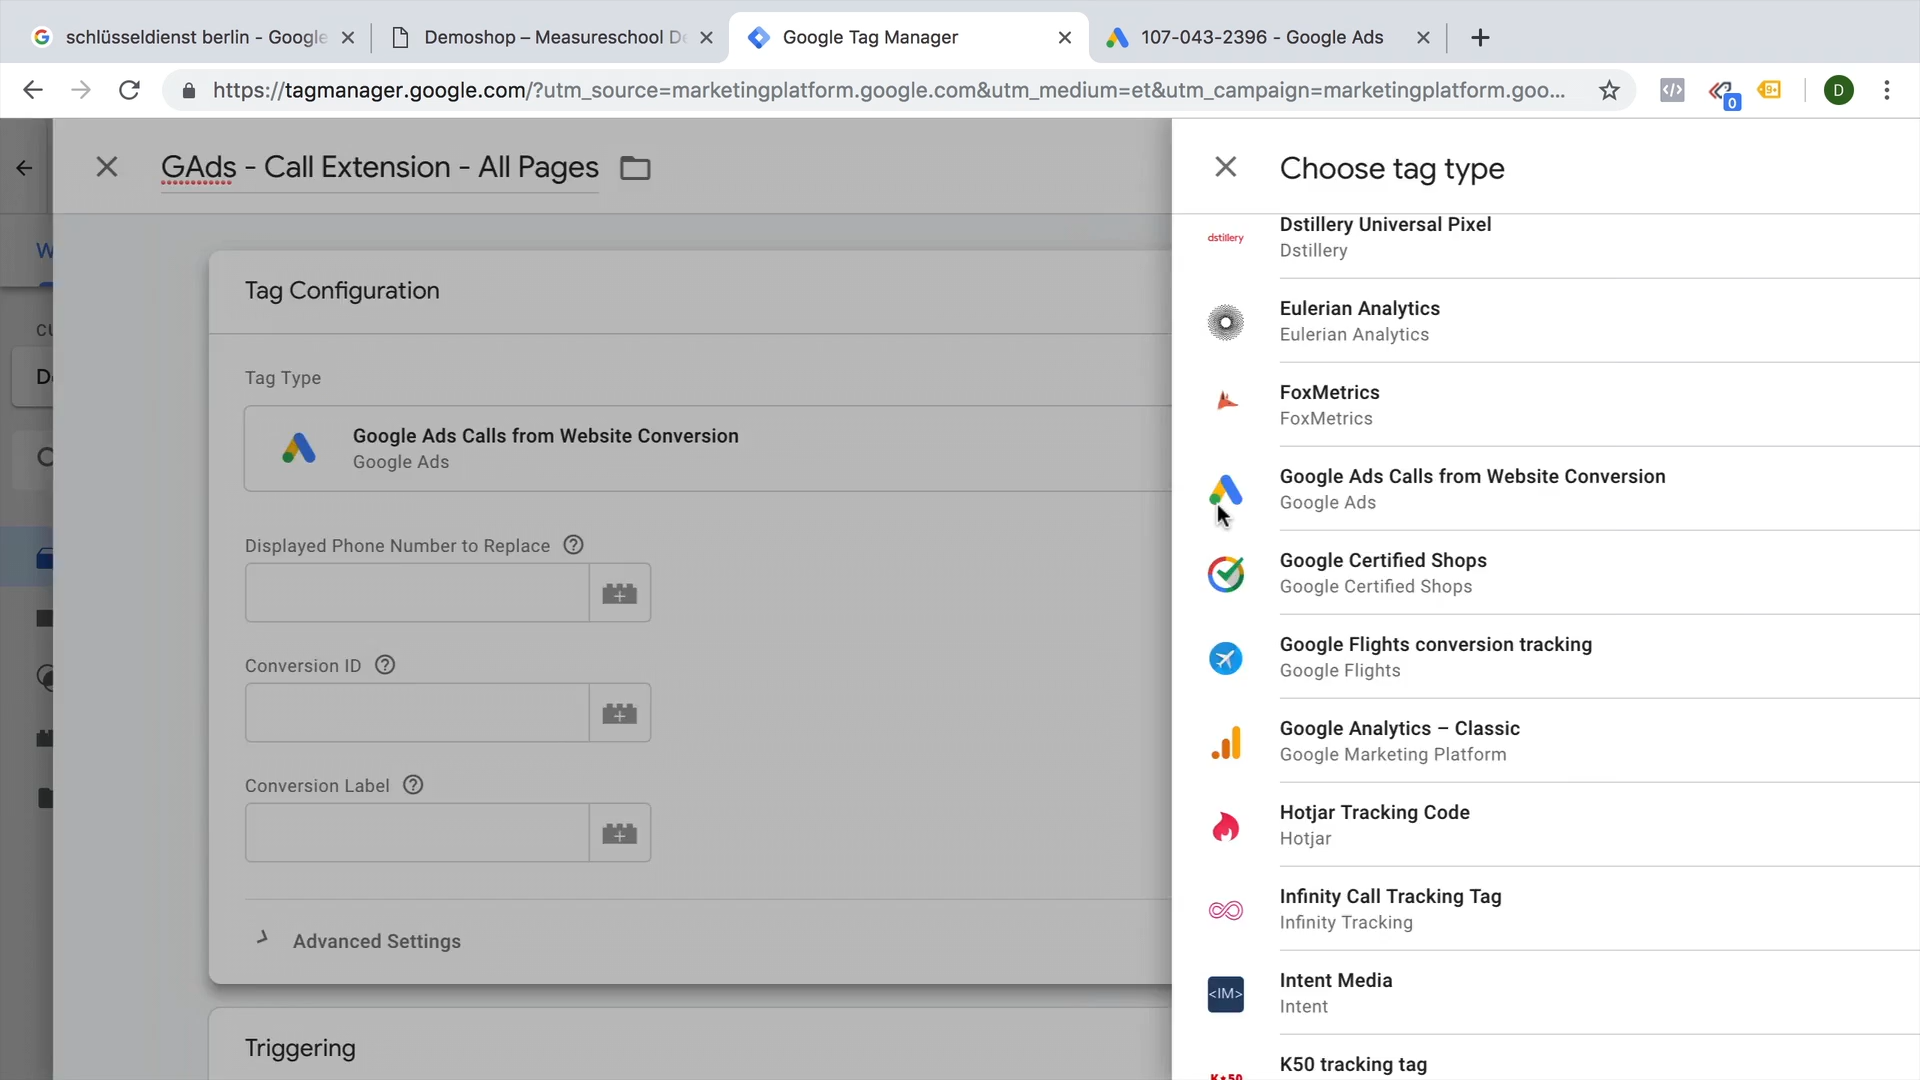 schlüsseldienst berlin - Google
Demoshop – Measureschool De
Google Tag Manager
107-043-2396 - Google Ads
https://tagmanager.google.com/?utm_source=marketingplatform.google.com&utm_medium=et&utm_campaign=marketingplatform.goo...
0
9+
D
GAds - Call Extension - All Pages
Choose tag type
W
CU
De
Tag Configuration
Tag Type
Google Ads Calls from Website Conversion
Google Ads
Displayed Phone Number to Replace
Conversion ID
Conversion Label
Advanced Settings
Triggering
dstillery
Dstillery Universal Pixel
Dstillery
Eulerian Analytics
Eulerian Analytics
FoxMetrics
FoxMetrics
Google Ads Calls from Website Conversion
Google Ads
Google Certified Shops
Google Certified Shops
Google Flights conversion tracking
Google Flights
Google Analytics – Classic
Google Marketing Platform
Hotjar Tracking Code
Hotjar
Infinity Call Tracking Tag
Infinity Tracking
<IM>
Intent Media
Intent
K50 tracking tag